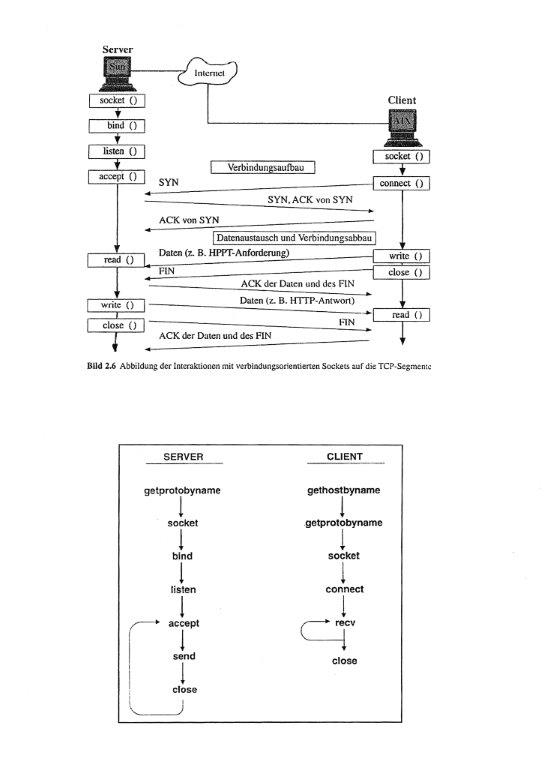 Server
Sun
Internet
Client
AIX
socket ()
bind ()
listen ()
accept ()
socket ()
connect ()
Verbindungsaufbau
SYN
SYN, ACK von SYN
ACK von SYN
Datenaustausch und Verbindungsabbau
Daten (z. B. HPPT-Anforderung)
read ()
write ()
FIN
close ()
ACK der Daten und des FIN
Daten (z. B. HTTP-Antwort)
write ()
read ()
FIN
close ()
ACK der Daten und des FIN
Bild 2.6 Abbildung der Interaktionen mit verbindungsorientierten Sockets auf die TCP-Segmente
SERVER
getprotobyname
socket
bind
listen
accept
send
close
CLIENT
gethostbyname
getprotobyname
socket
connect
recv
close